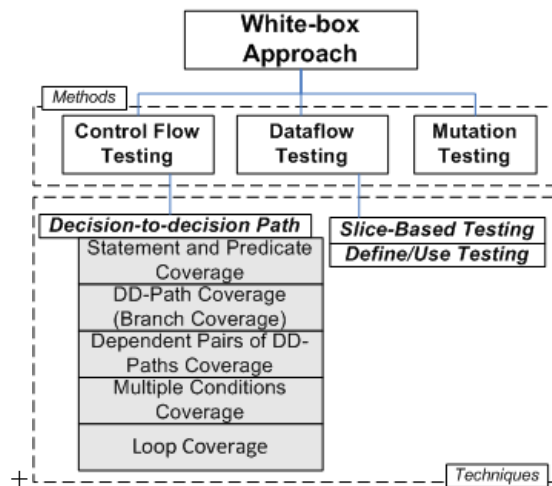 White-box
Approach
Methods
Control Flow
Testing
Dataflow
Testing
Mutation
Testing
Decision-to-decision Path
Statement and Predicate
Coverage
DD-Path Coverage
(Branch Coverage)
Dependent Pairs of DD-
Paths Coverage
Multiple Conditions
Coverage
Loop Coverage
Slice-Based Testing
Define/Use Testing
Techniques